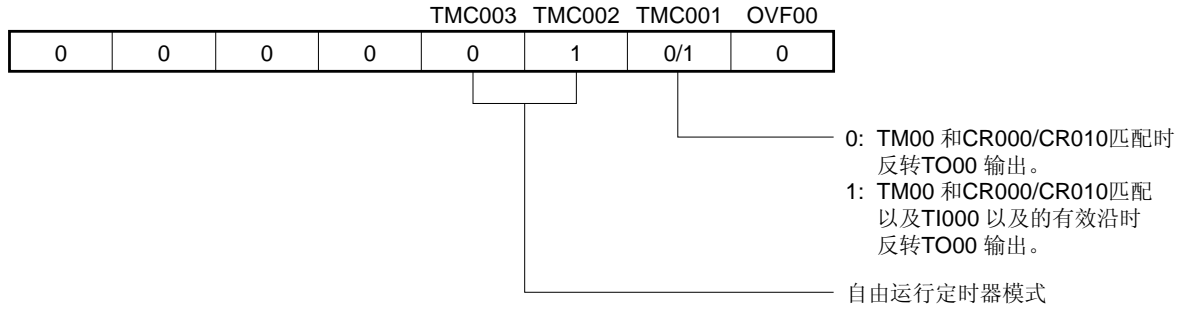 TMC003 TMC002 TMC001 OVF00
0 0 0 0 0 1 0/1 0
0: TM00 和CR000/CR010匹配时
反转TO00 输出。
1: TM00 和CR000/CR010匹配
以及TI000 以及的有效沿时
反转TO00 输出。
自由运行定时器模式